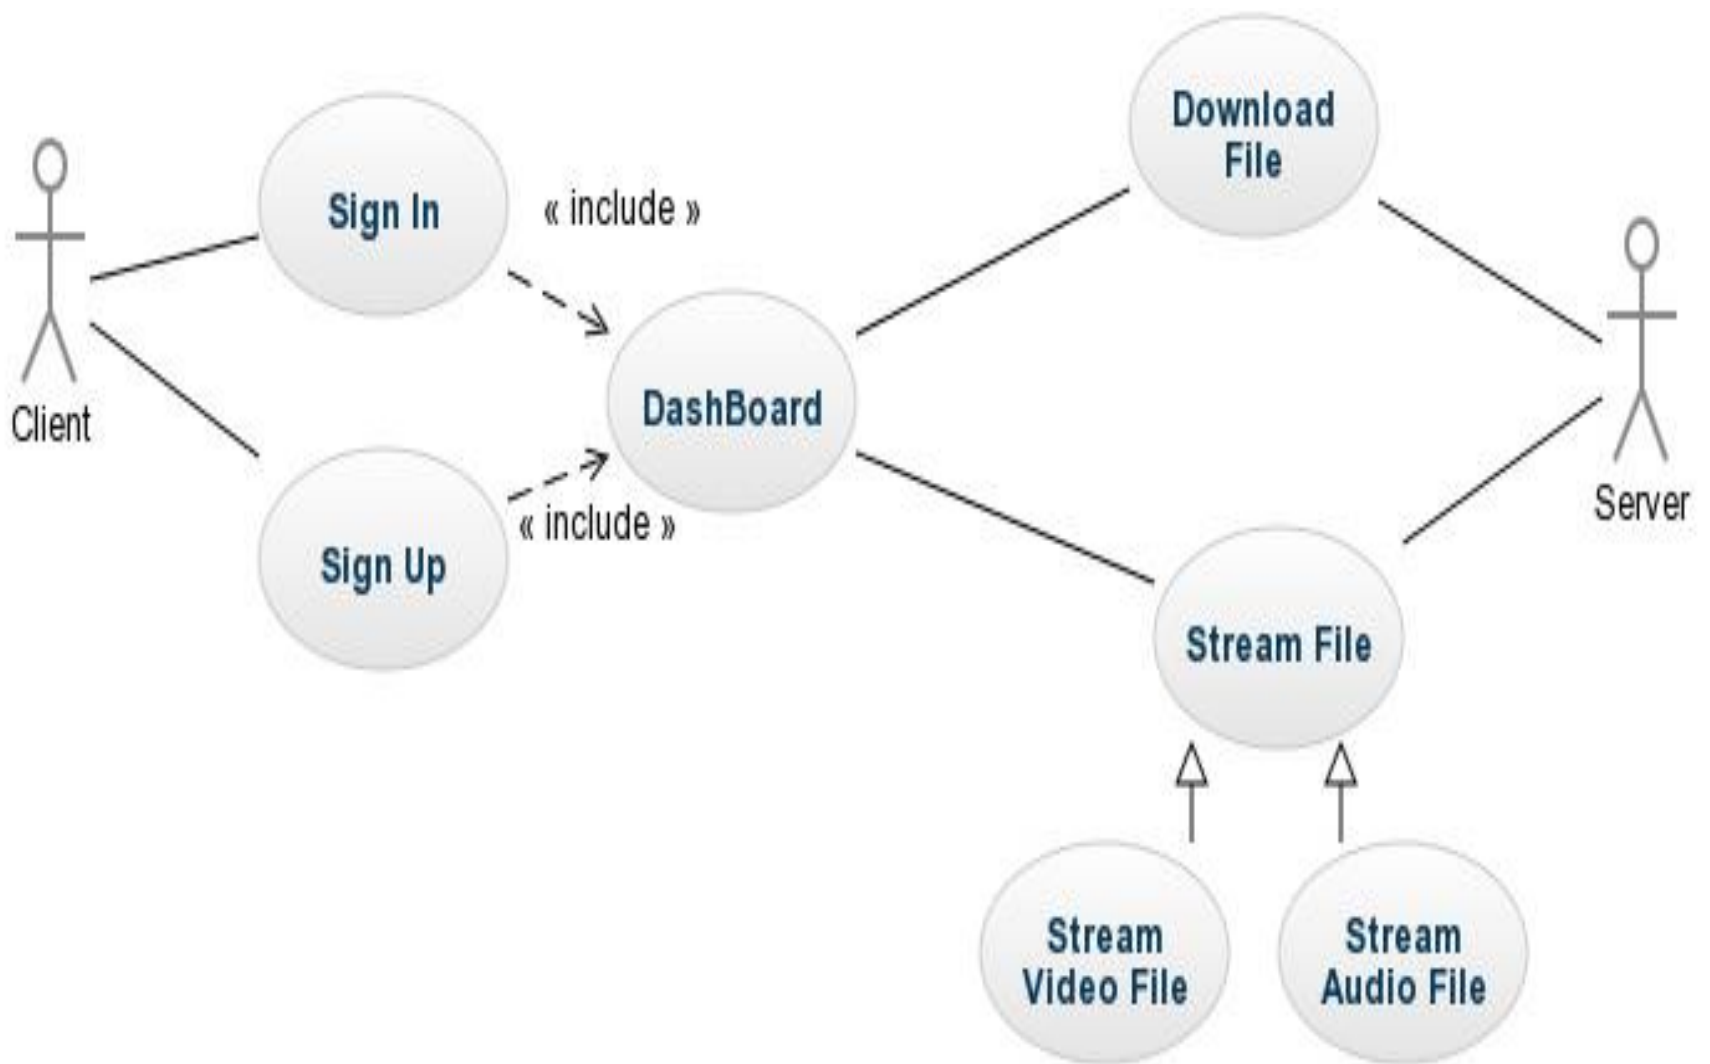 Download
File
Sign In
« include »
Client
DashBoard
Server
« include »
Sign Up
Stream File
Stream
Video File
Stream
Audio File